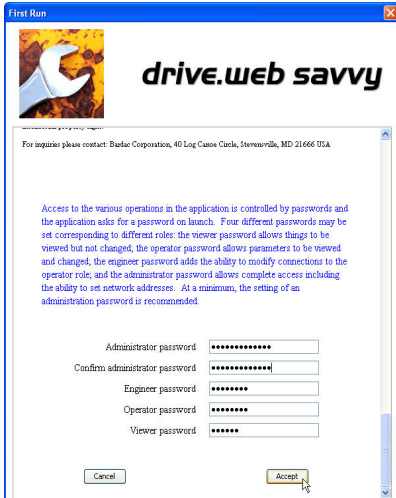 First Run
drive.web savvy
For inquiries please contact: Bardac Corporation, 40 Log Canoe Circle, Stevensville, MD 21666 USA
Access to the various operations in the application is controlled by passwords and
the application asks for a password on launch.  Four different passwords may be
set corresponding to different roles: the viewer password allows things to be
viewed but not changed; the operator password allows parameters to be viewed
and changed; the engineer password adds the ability to modify connections to the
operator role; and the administrator password allows complete access including
the ability to set network addresses.  At a minimum, the setting of an
administration password is recommended.
Administrator password
Confirm administrator password
Engineer password
Operator password
Viewer password
Cancel Accept